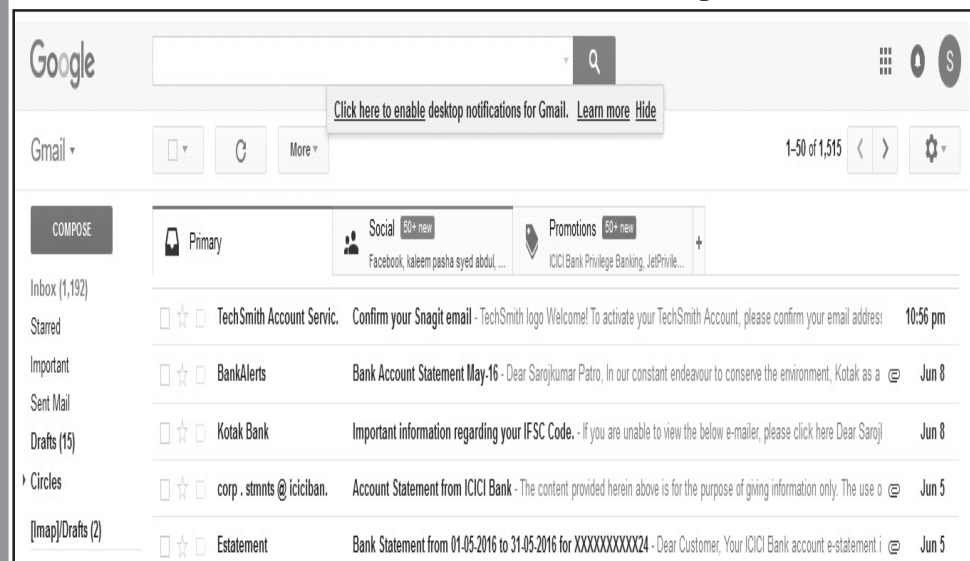 Google
S
Click here to enable desktop notifications for Gmail. Learn more Hide
Gmail
More
1–50 of 1,515
COMPOSE
Primary
Social 50+ new
Facebook, kaleem pasha syed abdul, ...
Promotions 50+ new
ICICI Bank Privilege Banking, JetPrivile...
+
Inbox (1,192)
Starred
Important
Sent Mail
Drafts (15)
Circles
[Imap]/Drafts (2)
TechSmith Account Servic. Confirm your Snagit email - TechSmith logo Welcome! To activate your TechSmith Account, please confirm your email address 10:56 pm
BankAlerts Bank Account Statement May-16 - Dear Sarojkumar Patro, In our constant endeavour to conserve the environment, Kotak as a Jun 8
Kotak Bank Important information regarding your IFSC Code. - If you are unable to view the below e-mailer, please click here Dear Saroj Jun 8
corp . stmnts @ iciciban. Account Statement from ICICI Bank - The content provided herein above is for the purpose of giving information only. The use o Jun 5
Estatement Bank Statement from 01-05-2016 to 31-05-2016 for XXXXXXXXXX24 - Dear Customer, Your ICICI Bank account e-statement i Jun 5